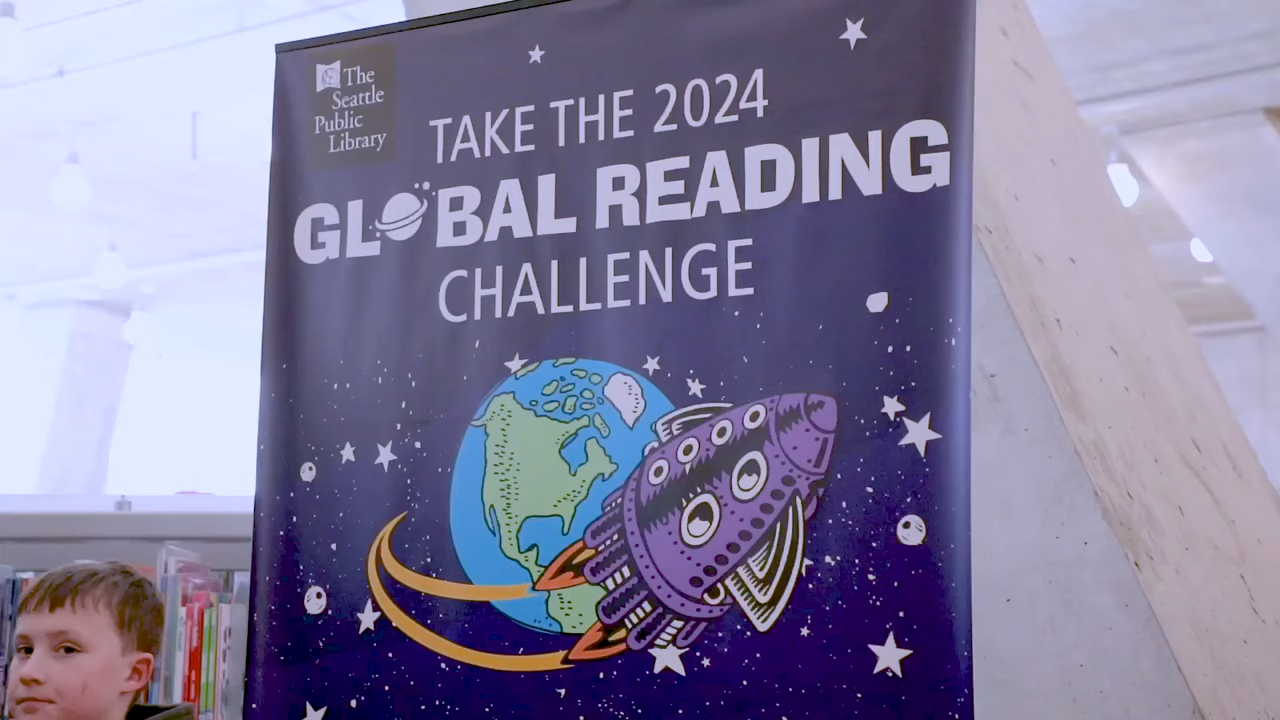 The
Seattle
Public
Library
TAKE THE 2024
GLOBAL READING
CHALLENGE